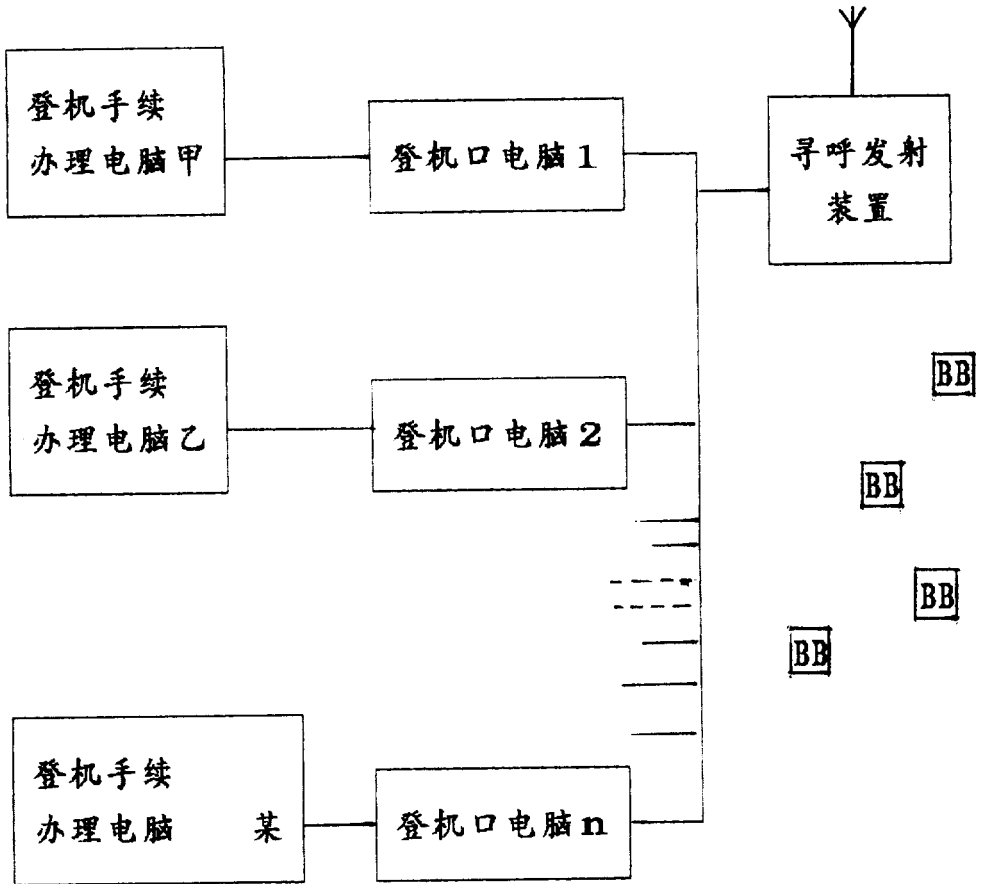 登机手续
办理电脑甲
登机口电脑1
寻呼发射
装置
登机手续
办理电脑乙
登机口电脑2
BB
BB
BB
BB
登机手续
办理电脑 某
登机口电脑n